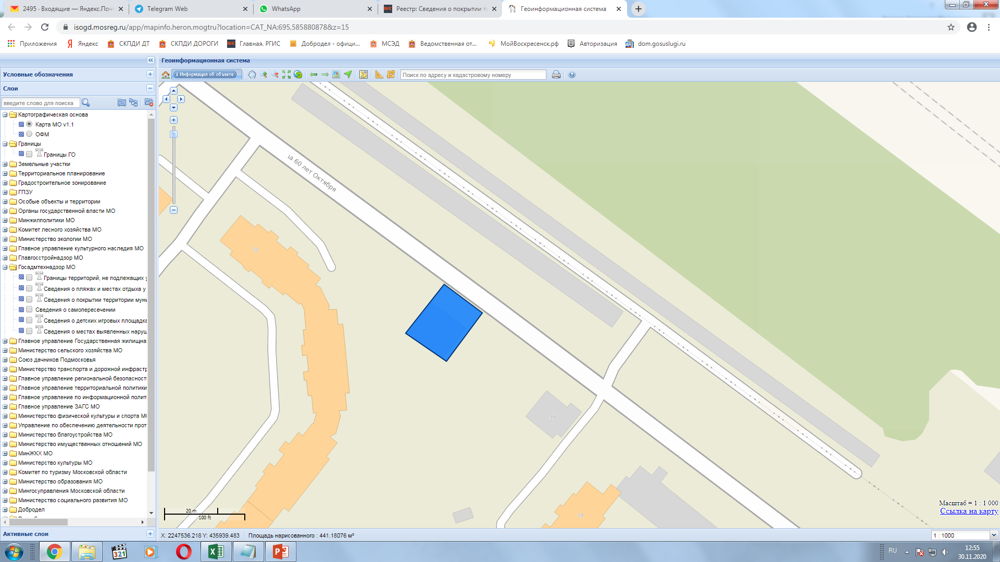 2495 · Входящие — Яндекс.Поч
Telegram Web
WhatsApp
Реестр: Сведения о покрытии т
Геоинформационная система
isogd.mosreg.ru/app/mapinfo.heron.mogtru?location=CAT_NA:695,585880878&z=15
Приложения
Яндекс
СКПДИ ДТ
СКПДИ ДОРОГИ
Главная. РГИС
Добродел - офици...
МСЭД
Ведомственная от...
МойВоскресенск.рф
Авторизация
dom.gosuslugi.ru
Геоинформационная система
Условные обозначения
Информация об объекте
Поиск по адресу и кадастровому номеру
Слои
введите слово для поиска
Картографическая основа
Карта МО v1.1
ОФМ
Границы
Границы ГО
Земельные участки
Территориальное планирование
Градостроительное зонирование
ГПЗУ
Особые объекты и территории
Органы государственной власти МО
Минжилполитики МО
Комитет лесного хозяйства МО
Министерство экологии МО
Главное управление культурного наследия МО
Главгосстройнадзор МО
Госадмтехнадзор МО
Границы территорий, не подлежащих у
Сведения о пляжах и местах отдыха у
Сведения о покрытии территории муни
Сведения о самопересечении
Сведения о детских игровых площадка
Сведения о местах выявленных наруш
Главное управление Государственная жилищна
Министерство сельского хозяйства МО
Союз дачников Подмосковья
Министерство транспорта и дорожной инфрастр
Главное управление региональной безопасност
Главное управление территориальной политики
Главное управление по информационной полит
Главное управление ЗАГС МО
Министерство физической культуры и спорта МО
Управление по обеспечению деятельности прот
Министерство благоустройства МО
Министерство имущественных отношений МО
МинЖКХ МО
Министерство культуры МО
Комитет по туризму Московской области
Министерство образования МО
Мингосуправления Московской области
Министерство социального развития МО
Добродел
Активные слои
ца 60 лет Октября
22
28Б
28
20 m
100 ft
Масштаб = 1 : 1 000
Ссылка на карту
X: 2247536.218 Y: 435939.483
Площадь нарисованного : 441.18076 м²
1 : 1000
321
RU
12:55
30.11.2020